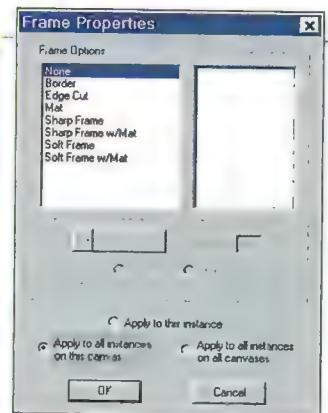 Frame Properties
Frame Options
None
Border
Edge Cut
Mat
Sharp Frame
Sharp Frame w/Mat
Soft Frame
Soft Frame w/Mat
Apply to this instance
Apply to all instances
on this canvas
Apply to all instances
on all canvases
OK
Cancel